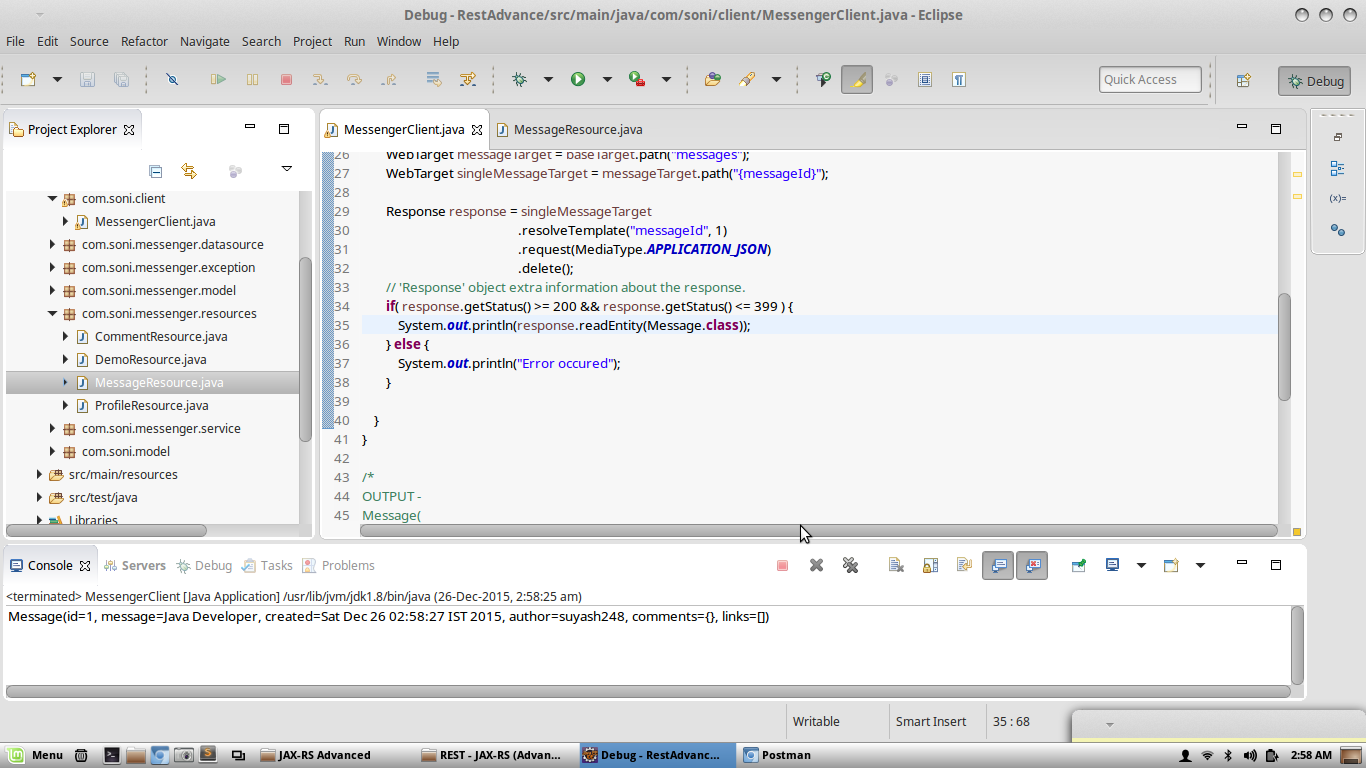 Debug - RestAdvance/src/main/java/com/soni/client/MessengerClient.java - Eclipse
File Edit Source Refactor Navigate Search Project Run Window Help
Quick Access
Debug
Project Explorer
com.soni.client
MessengerClient.java
com.soni.messenger.datasource
com.soni.messenger.exception
com.soni.messenger.model
com.soni.messenger.resources
CommentResource.java
DemoResource.java
MessageResource.java
ProfileResource.java
com.soni.messenger.service
com.soni.model
src/main/resources
src/test/java
Libraries
MessengerClient.java MessageResource.java
26 WebTarget messageTarget = baseTarget.path("messages");
27 WebTarget singleMessageTarget = messageTarget.path("{messageId}");
28
29 Response response = singleMessageTarget
30 .resolveTemplate("messageId", 1)
31 .request(MediaType.APPLICATION_JSON)
32 .delete();
33 // 'Response' object extra information about the response.
34 if( response.getStatus() >= 200 && response.getStatus() <= 399 ) {
35 System.out.println(response.readEntity(Message.class));
36 } else {
37 System.out.println("Error occured");
38 }
39
40 }
41 }
42
43 /*
44 OUTPUT -
45 Message(
(x)=
Console Servers Debug Tasks Problems
<terminated> MessengerClient [Java Application] /usr/lib/jvm/jdk1.8/bin/java (26-Dec-2015, 2:58:25 am)
Message(id=1, message=Java Developer, created=Sat Dec 26 02:58:27 IST 2015, author=suyash248, comments={}, links=[])
Writable Smart Insert 35 : 68
Menu JAX-RS Advanced REST - JAX-RS (Advan... Debug - RestAdvanc... Postman 2:58 AM